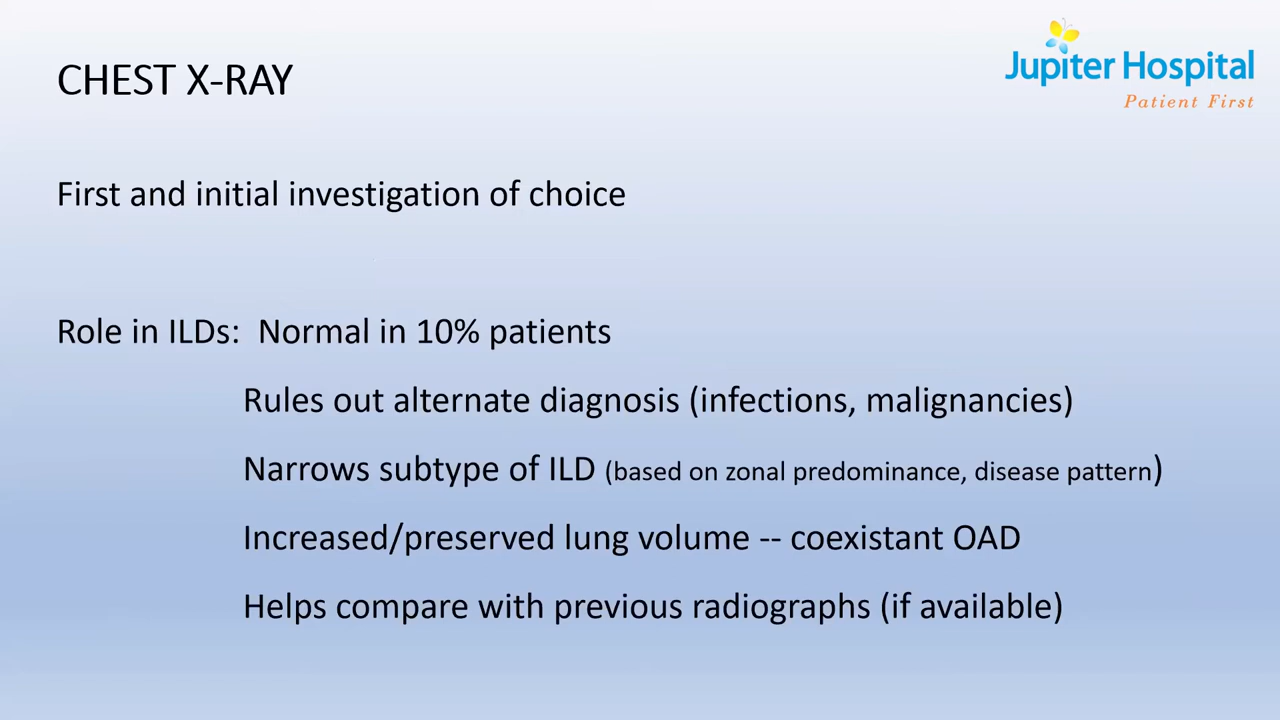 Jupiter Hospital
Patient First
CHEST X-RAY
First and initial investigation of choice
Role in ILDs: Normal in 10% patients
Rules out alternate diagnosis (infections, malignancies)
Narrows subtype of ILD (based on zonal predominance, disease pattern)
Increased/preserved lung volume -- coexistant OAD
Helps compare with previous radiographs (if available)